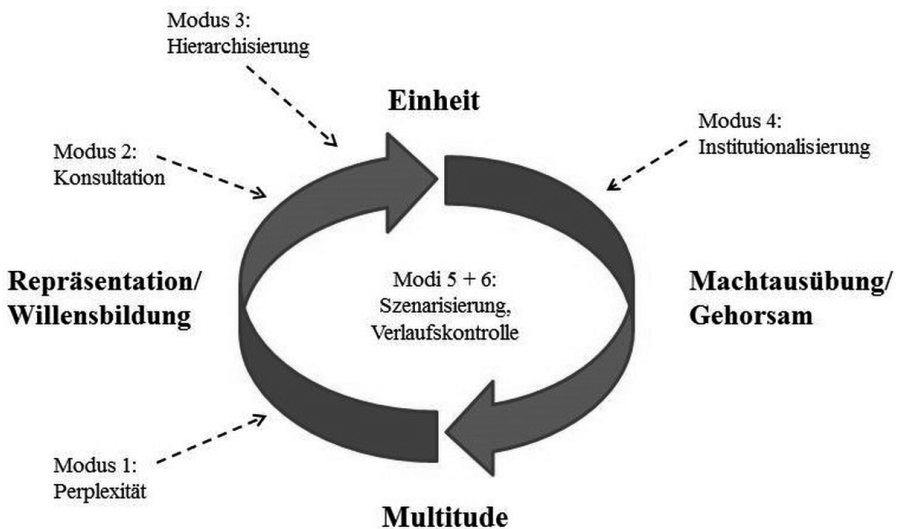 Modus 3:
Hierarchisierung
Einheit
Modus 4:
Institutionalisierung
Modus 2:
Konsultation
Repräsentation/
Willensbildung
Modi 5 + 6:
Szenarisierung,
Verlaufskontrolle
Machtausübung/
Gehorsam
Modus 1:
Perplexität
Multitude